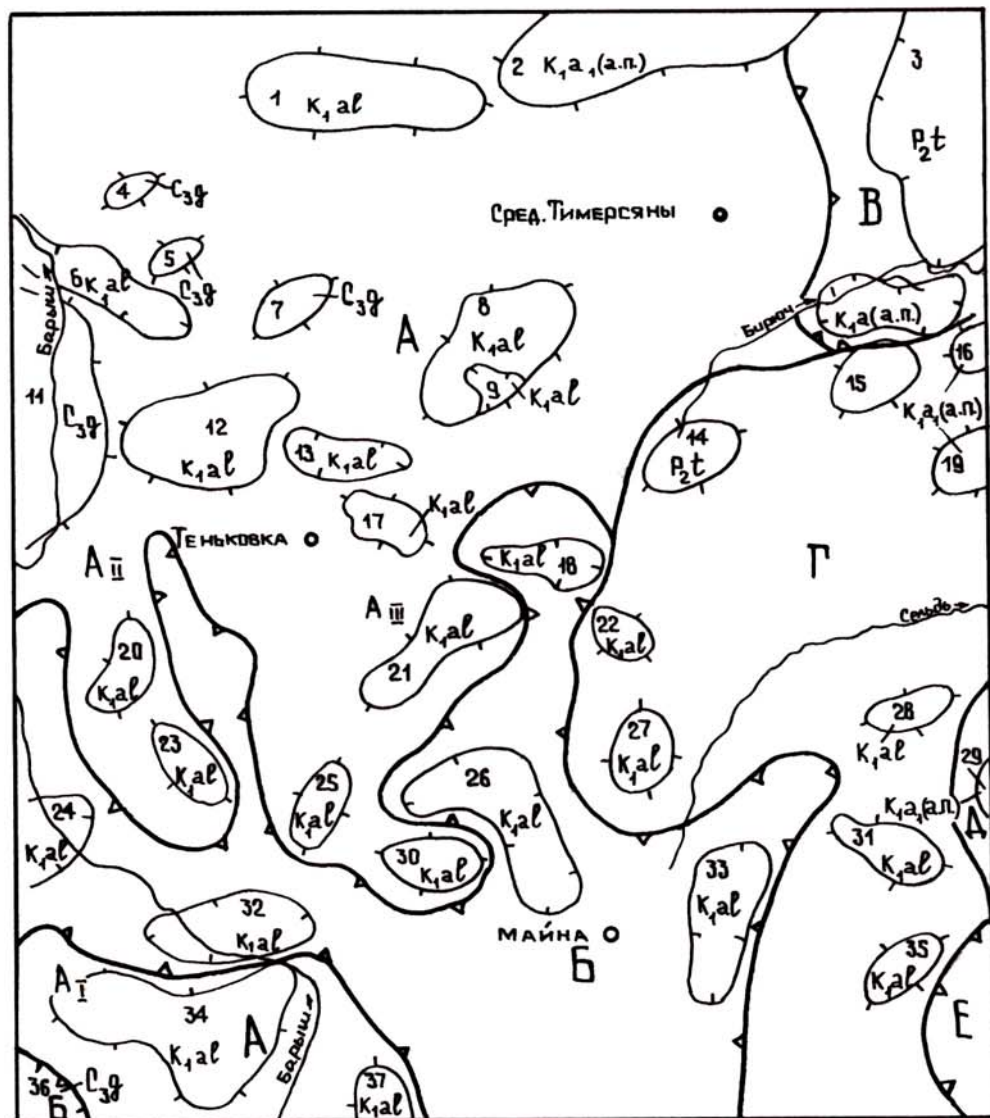 1 K₁al
2 K₁a₁(а.п.)
3
P₂t
В
4 C₃g
5
C₃g
Сред. Тимерсяны
6 K₁al
Барыш
7 C₃g
А
8
K₁al
9
K₁al
Бирюч
K₁a(а.п.)
16
15
K₁a₁(а.п.)
11
C₃g
12
K₁al
13 K₁al
14
P₂t
19
17
K₁al
Теньковка
А II
K₁al 18
Г
А III
K₁al
21
22
K₁al
Сельдь
20
K₁al
23
K₁al
27
K₁al
28
K₁al
29
Д
24
K₁al
25
K₁al
26
K₁al
K₁a₁(а.п.)
31
K₁al
30
K₁al
33
K₁al
32
K₁al
Майна
Б
35
K₁al
Е
А I
34
А
K₁al
Барыш
36
C₃g
Б
37
K₁al